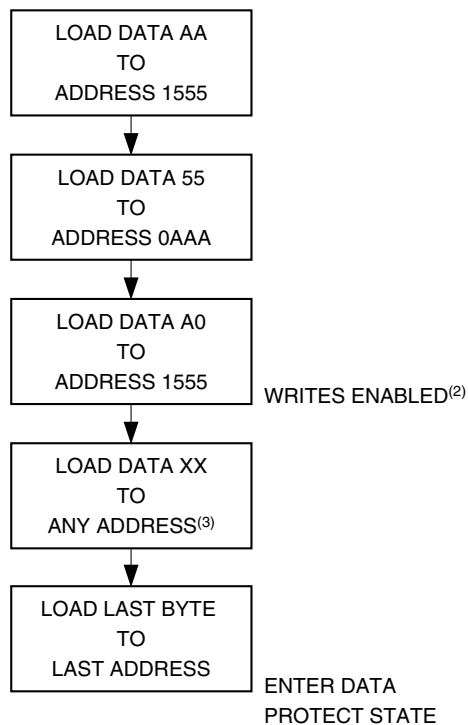 LOAD DATA AA
TO
ADDRESS 1555
LOAD DATA 55
TO
ADDRESS 0AAA
LOAD DATA A0
TO
ADDRESS 1555
WRITES ENABLED(2)
LOAD DATA XX
TO
ANY ADDRESS(3)
LOAD LAST BYTE
TO
LAST ADDRESS
ENTER DATA
PROTECT STATE